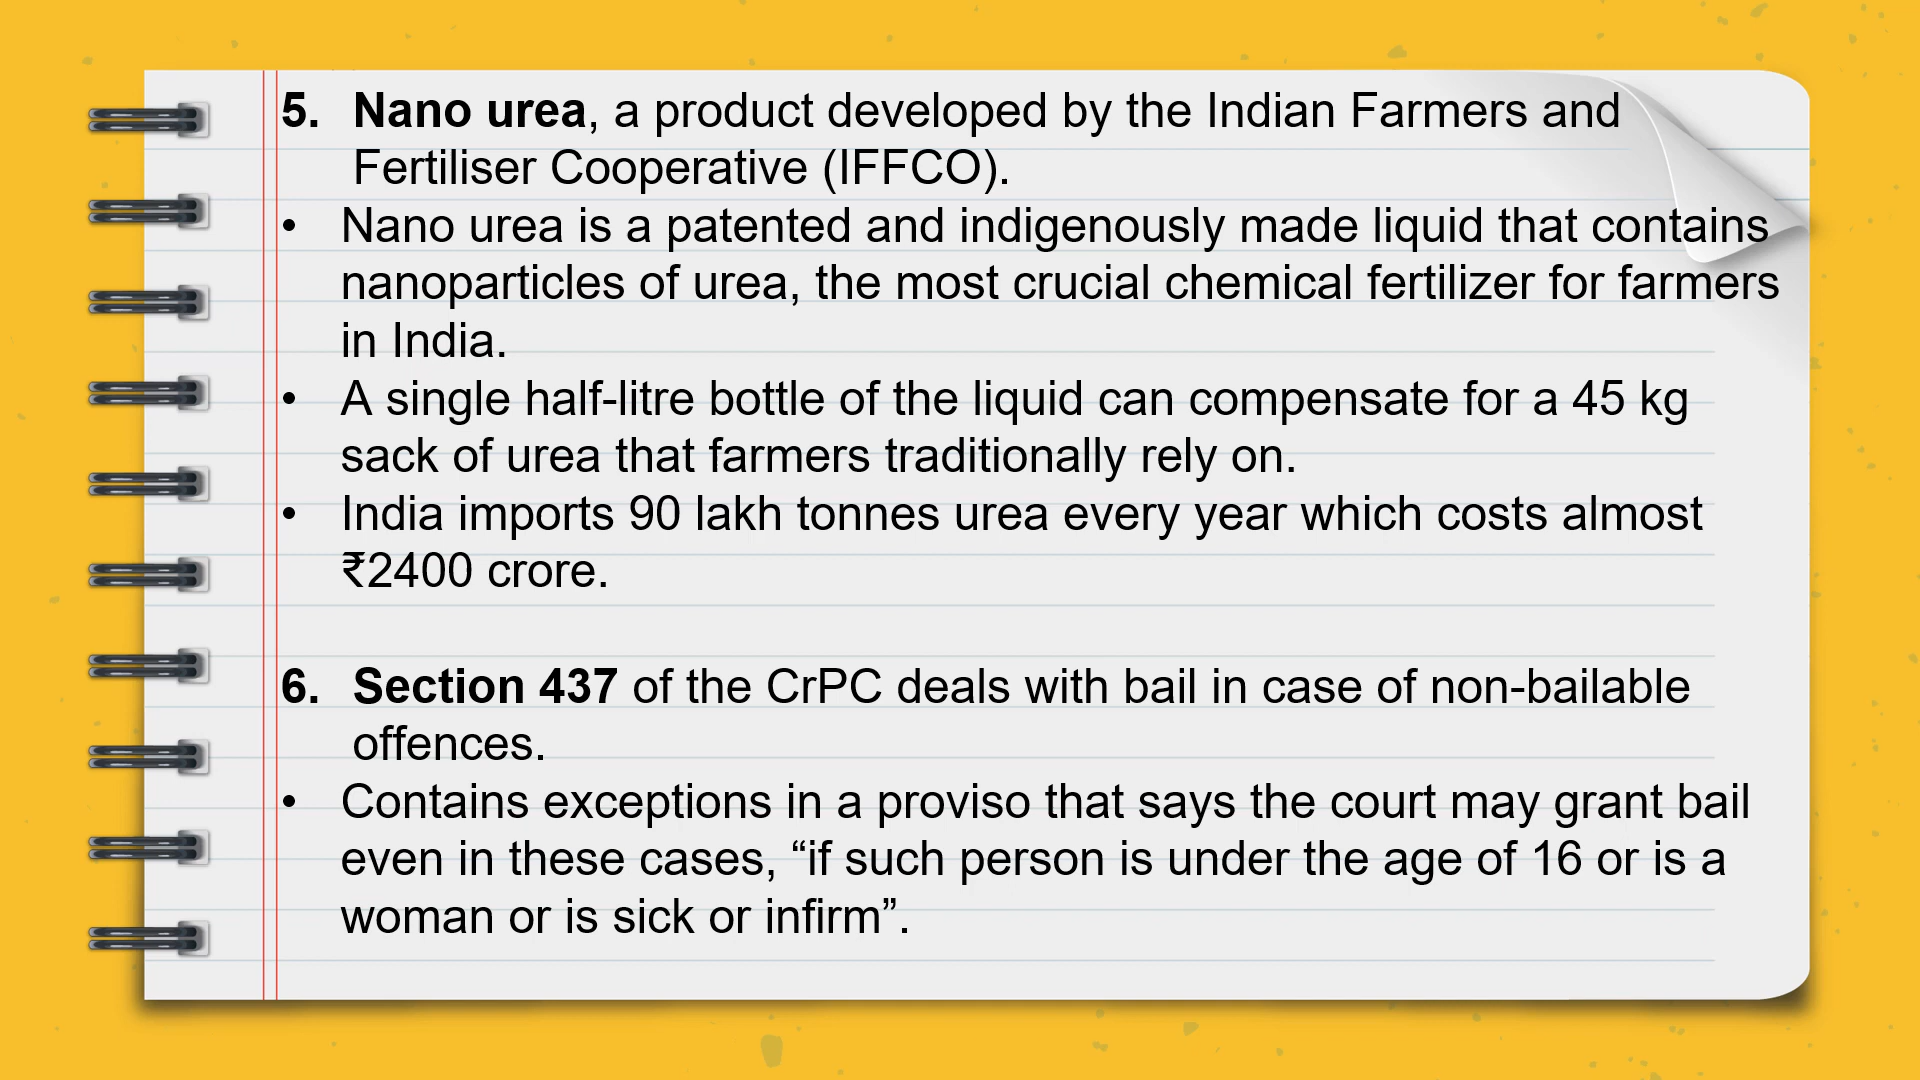 5. Nano urea, a product developed by the Indian Farmers and
Fertiliser Cooperative (IFFCO).
• Nano urea is a patented and indigenously made liquid that contains
nanoparticles of urea, the most crucial chemical fertilizer for farmers
in India.
• A single half-litre bottle of the liquid can compensate for a 45 kg
sack of urea that farmers traditionally rely on.
• India imports 90 lakh tonnes urea every year which costs almost
₹2400 crore.
6. Section 437 of the CrPC deals with bail in case of non-bailable
offences.
• Contains exceptions in a proviso that says the court may grant bail
even in these cases, “if such person is under the age of 16 or is a
woman or is sick or infirm”.